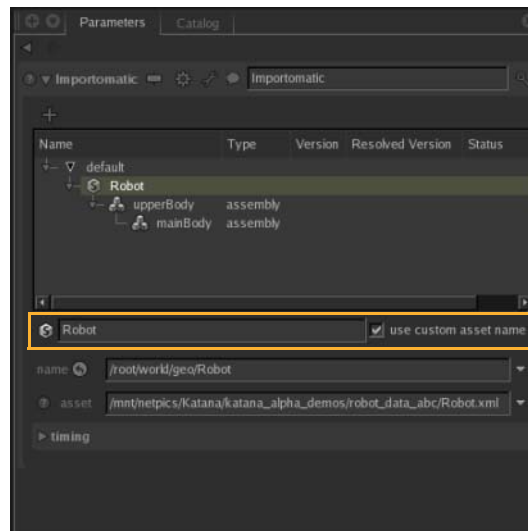 Parameters Catalog
Importomatic Importomatic
Name Type Version Resolved Version Status
default
Robot
upperBody assembly
mainBody assembly
Robot use custom asset name
name /root/world/geo/Robot
asset /mnt/netpics/Katana/katana_alpha_demos/robot_data_abc/Robot.xml
timing